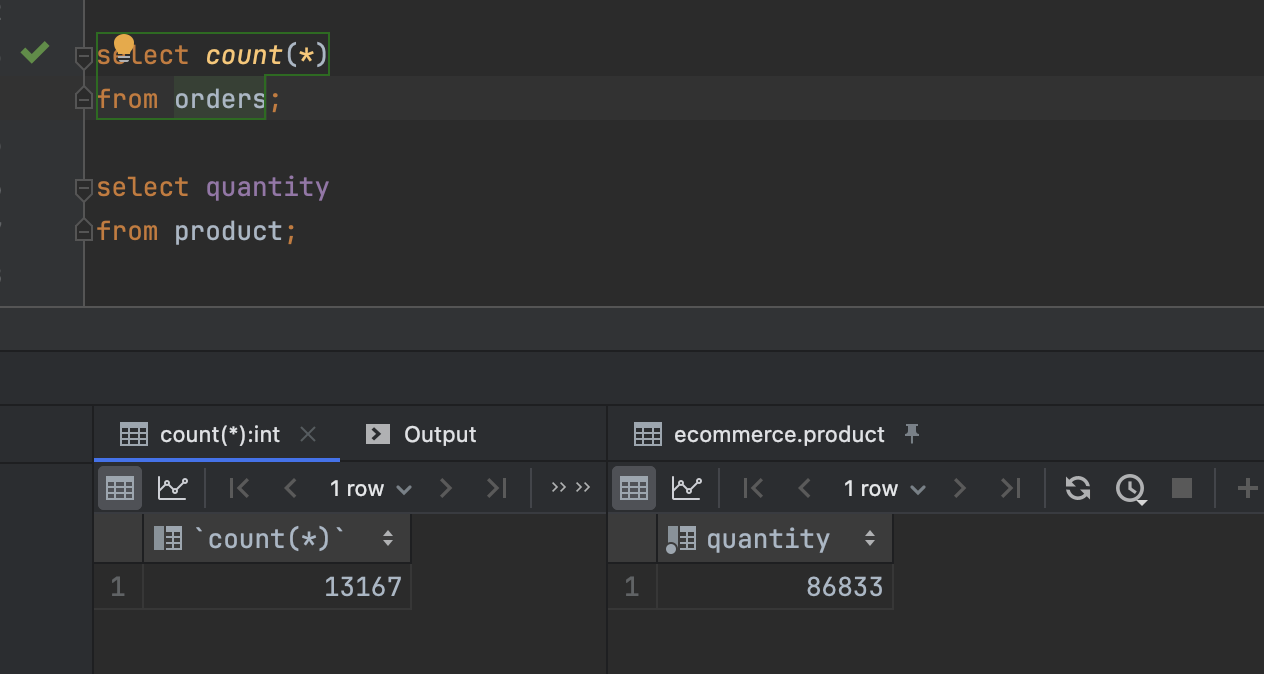 select count(*)
from orders;
select quantity
from product;
count(*):int
Output
ecommerce.product
1 row
1 row
`count(*)`
quantity
1 13167
1 86833